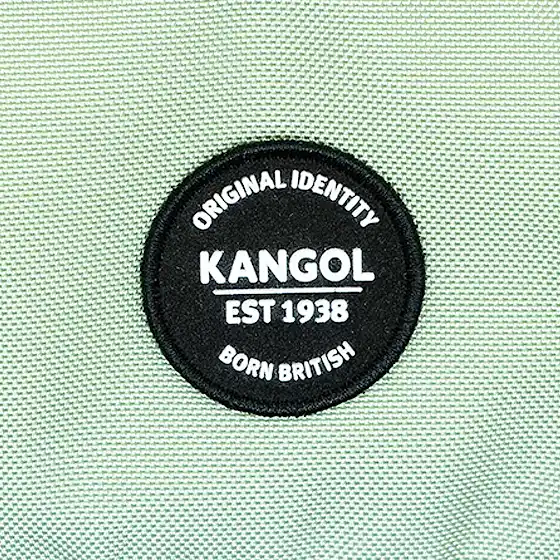 ORIGINAL IDENTITY
KANGOL
EST 1938
BORN BRITISH